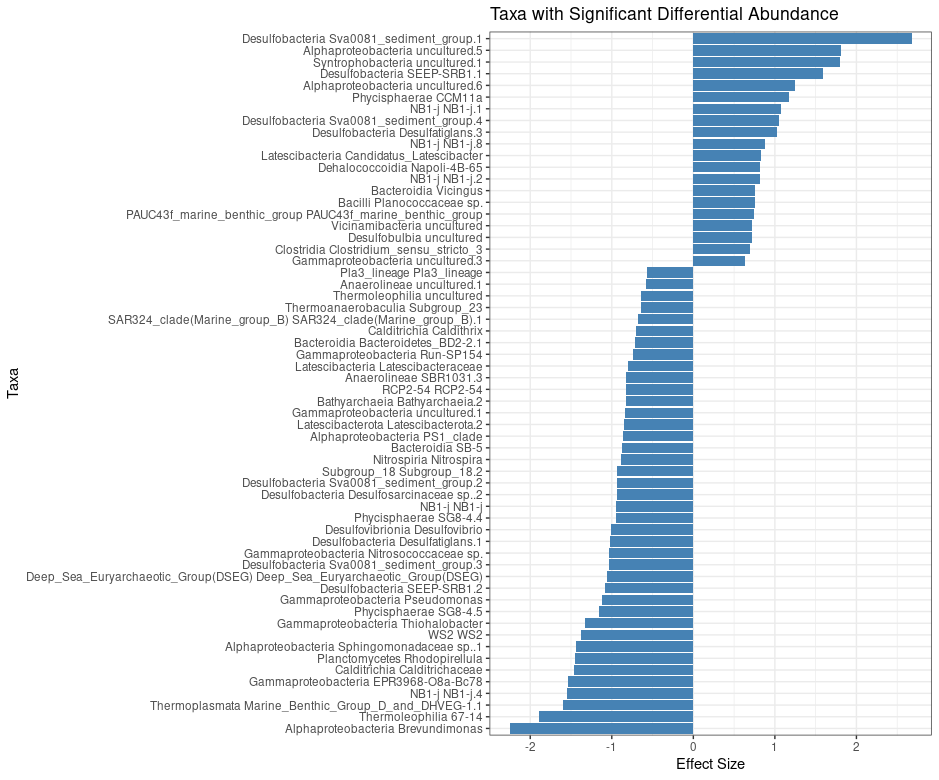 Taxa with Significant Differential Abundance
Desulfobacteria Sva0081_sediment_group.1
Alphaproteobacteria uncultured.5
Syntrophobacteria uncultured.1
Desulfobacteria SEEP-SRB1.1
Alphaproteobacteria uncultured.6
Phycisphaerae CCM11a
NB1-j NB1-j.1
Desulfobacteria Sva0081_sediment_group.4
Desulfobacteria Desulfatiglans.3
NB1-j NB1-j.8
Latescibacteria Candidatus_Latescibacter
Dehalococcoidia Napoli-4B-65
NB1-j NB1-j.2
Bacteroidia Vicingus
Bacilli Planococcaceae sp.
PAUC43f_marine_benthic_group PAUC43f_marine_benthic_group
Vicinamibacteria uncultured
Desulfobulbia uncultured
Clostridia Clostridium_sensu_stricto_3
Gammaproteobacteria uncultured.3
Pla3_lineage Pla3_lineage
Anaerolineae uncultured.1
Thermoleophilia uncultured
Thermoanaerobaculia Subgroup_23
SAR324_clade(Marine_group_B) SAR324_clade(Marine_group_B).1
Calditrichia Caldithrix
Bacteroidia Bacteroidetes_BD2-2.1
Gammaproteobacteria Run-SP154
Latescibacteria Latescibacteraceae
Anaerolineae SBR1031.3
RCP2-54 RCP2-54
Bathyarchaeia Bathyarchaeia.2
Gammaproteobacteria uncultured.1
Latescibacterota Latescibacterota.2
Alphaproteobacteria PS1_clade
Bacteroidia SB-5
Nitrospiria Nitrospira
Subgroup_18 Subgroup_18.2
Desulfobacteria Sva0081_sediment_group.2
Desulfobacteria Desulfosarcinaceae sp..2
NB1-j NB1-j
Phycisphaerae SG8-4.4
Desulfovibrionia Desulfovibrio
Desulfobacteria Desulfatiglans.1
Gammaproteobacteria Nitrosococcaceae sp.
Desulfobacteria Sva0081_sediment_group.3
Deep_Sea_Euryarchaeotic_Group(DSEG) Deep_Sea_Euryarchaeotic_Group(DSEG)
Desulfobacteria SEEP-SRB1.2
Gammaproteobacteria Pseudomonas
Phycisphaerae SG8-4.5
Gammaproteobacteria Thiohalobacter
WS2 WS2
Alphaproteobacteria Sphingomonadaceae sp..1
Planctomycetes Rhodopirellula
Calditrichia Calditrichaceae
Gammaproteobacteria EPR3968-O8a-Bc78
NB1-j NB1-j.4
Thermoplasmata Marine_Benthic_Group_D_and_DHVEG-1.1
Thermoleophilia 67-14
Alphaproteobacteria Brevundimonas
Taxa
-2 -1 0 1 2
Effect Size